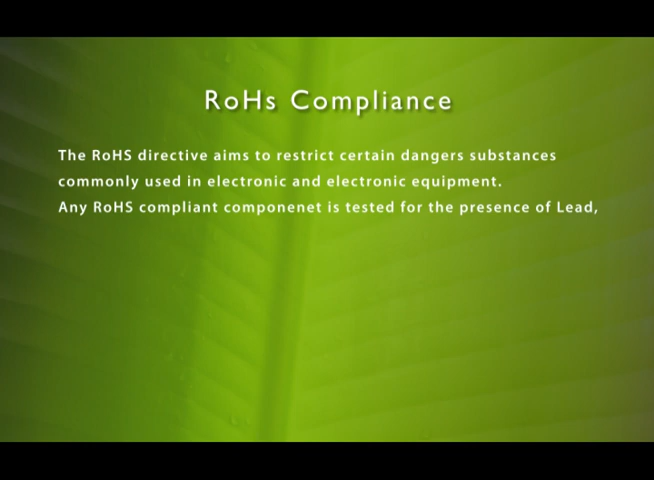 RoHs Compliance
The RoHS directive aims to restrict certain dangers substances
commonly used in electronic and electronic equipment.
Any RoHS compliant componenet is tested for the presence of Lead,